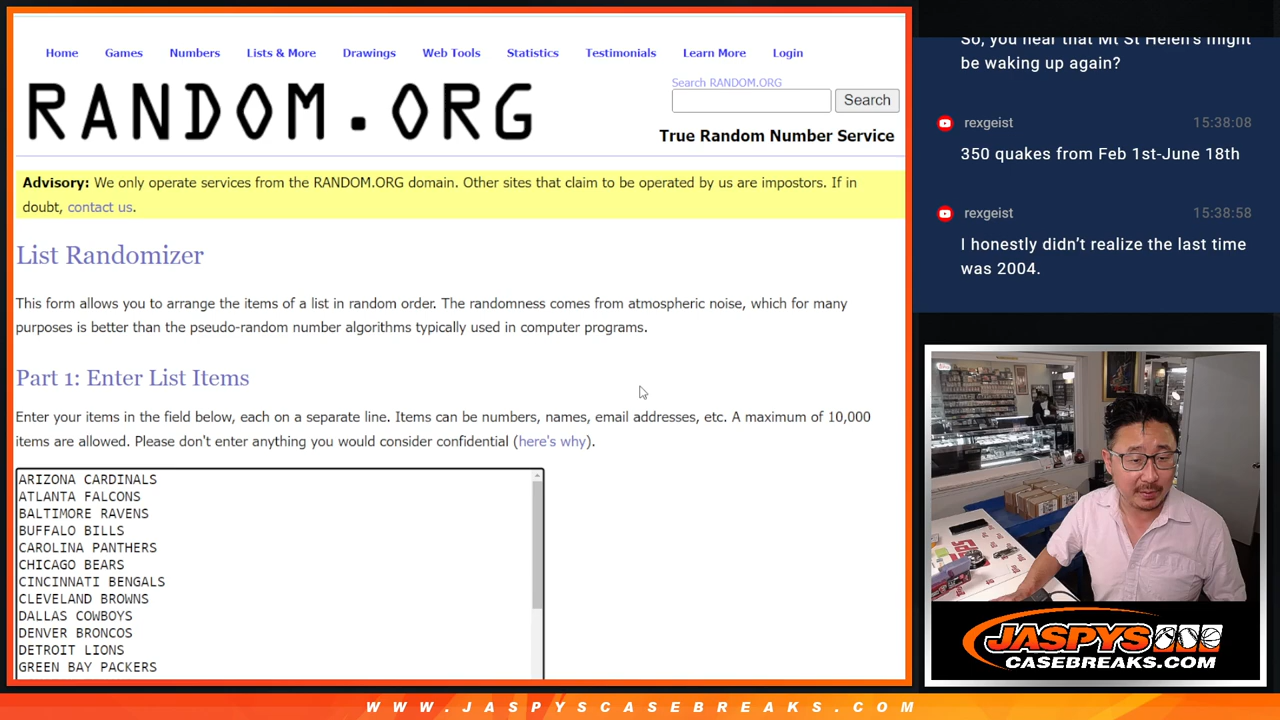 Home Games Numbers Lists & More Drawings Web Tools Statistics Testimonials Learn More Login
RANDOM.ORG
Search RANDOM.ORG
Search
True Random Number Service
Advisory: We only operate services from the RANDOM.ORG domain. Other sites that claim to be operated by us are impostors. If in
doubt, contact us.
List Randomizer
This form allows you to arrange the items of a list in random order. The randomness comes from atmospheric noise, which for many
purposes is better than the pseudo-random number algorithms typically used in computer programs.
Part 1: Enter List Items
Enter your items in the field below, each on a separate line. Items can be numbers, names, email addresses, etc. A maximum of 10,000
items are allowed. Please don't enter anything you would consider confidential (here's why).
ARIZONA CARDINALS
ATLANTA FALCONS
BALTIMORE RAVENS
BUFFALO BILLS
CAROLINA PANTHERS
CHICAGO BEARS
CINCINNATI BENGALS
CLEVELAND BROWNS
DALLAS COWBOYS
DENVER BRONCOS
DETROIT LIONS
GREEN BAY PACKERS
So, you hear that Mt St Helen's might
be waking up again?
rexgeist 15:38:08
350 quakes from Feb 1st-June 18th
rexgeist 15:38:58
I honestly didn't realize the last time
was 2004.
JASPYS
CASEBREAKS.COM
WWW.JASPYSCASEBREAKS.COM